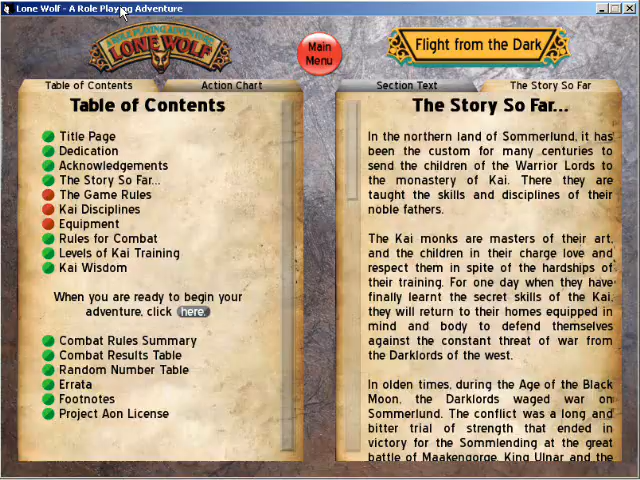 Lone Wolf - A Role Playing Adventure
A ROLE PLAYING ADVENTURE
LONE WOLF
Main
Menu
Flight from the Dark
Table of Contents
Action Chart
Section Text
The Story So Far
Table of Contents
Title Page
Dedication
Acknowledgements
The Story So Far...
The Game Rules
Kai Disciplines
Equipment
Rules for Combat
Levels of Kai Training
Kai Wisdom
When you are ready to begin your
adventure, click here.
Combat Rules Summary
Combat Results Table
Random Number Table
Errata
Footnotes
Project Aon License
The Story So Far...
In the northern land of Sommerlund, it has
been the custom for many centuries to
send the children of the Warrior Lords to
the monastery of Kai. There they are
taught the skills and disciplines of their
noble fathers.
The Kai monks are masters of their art,
and the children in their charge love and
respect them in spite of the hardships of
their training. For one day when they have
finally learnt the secret skills of the Kai,
they will return to their homes equipped in
mind and body to defend themselves
against the constant threat of war from
the Darklords of the west.
In olden times, during the Age of the Black
Moon, the Darklords waged war on
Sommerlund. The conflict was a long and
bitter trial of strength that ended in
victory for the Sommlending at the great
battle of Maakengorge. King Ulnar and the